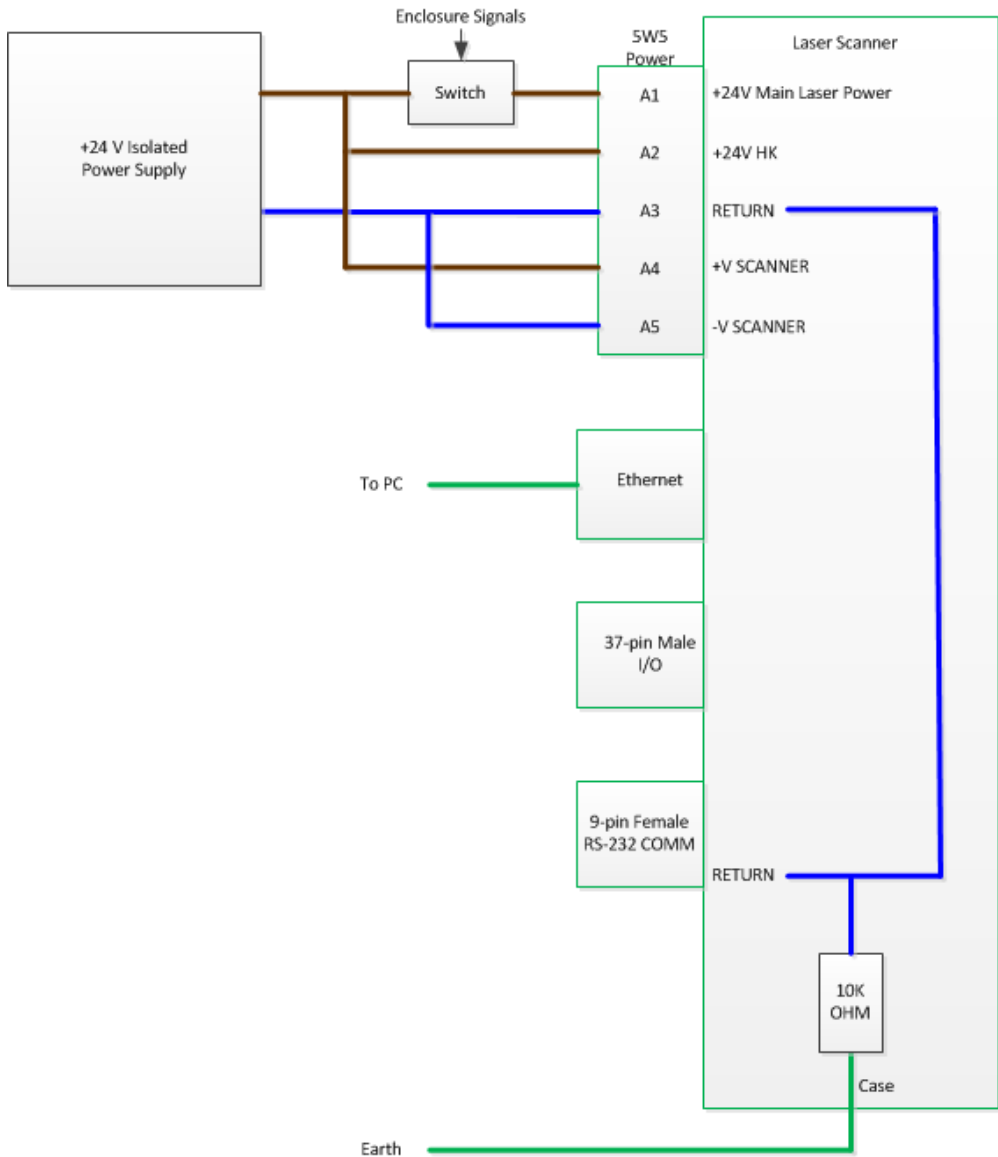 Enclosure Signals
5W5
Power
Laser Scanner
Switch
A1
+24V Main Laser Power
+24 V Isolated
Power Supply
A2
+24V HK
A3
RETURN
A4
+V SCANNER
A5
-V SCANNER
To PC
Ethernet
37-pin Male
I/O
9-pin Female
RS-232 COMM
RETURN
10K
OHM
Case
Earth